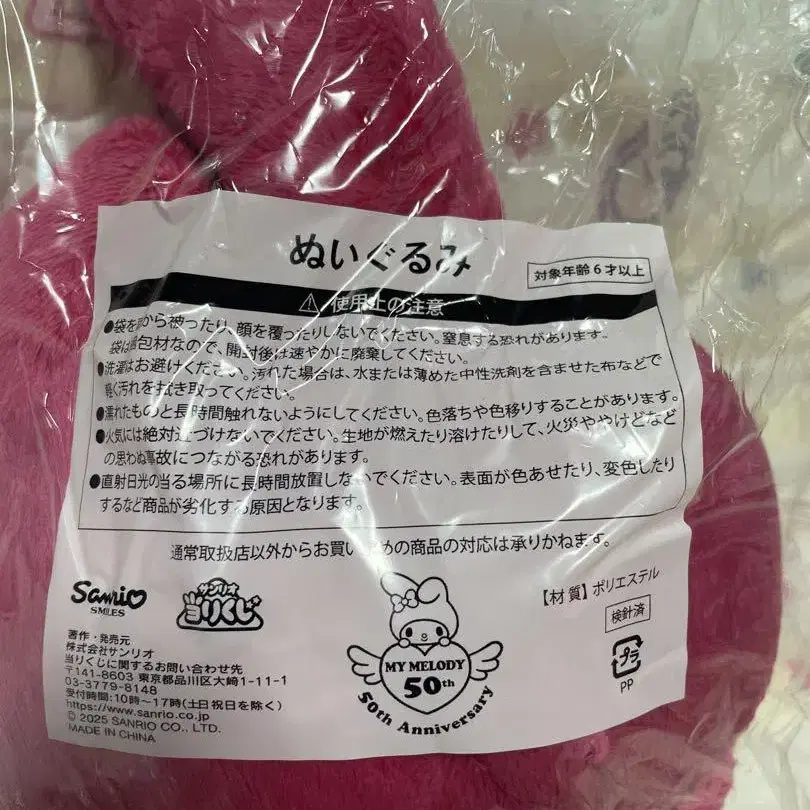 ぬいぐるみ
対象年齢6才以上
⚠ 使用上の注意
●袋を頭から被ったり、顔を覆ったりしないでください。窒息する恐れがあります。
袋は包材なので、開封後は速やかに廃棄してください。
●洗濯はお避けください。汚れた場合は、水または薄めた中性洗剤を含ませた布などで
軽く汚れを拭き取ってください。
●濡れたものと長時間触れないようにしてください。色落ちや色移りすることがあります。
●火気には絶対近づけないでください。生地が燃えたり溶けたりして、火災ややけどなど
の思わぬ事故につながる恐れがあります。
●直射日光の当る場所に長時間放置しないでください。表面が色あせたり、変色したり
するなど商品が劣化する原因となります。
通常取扱店以外からお買い求めの商品の対応は承りかねます。
Sanrio
SMILES
サンリオ
当りくじ
MY MELODY
50th
50th Anniversary
【材質】ポリエステル
検針済
プラ
PP
著作・発売元
株式会社サンリオ
当りくじに関するお問い合わせ先
〒141-8603 東京都品川区大崎1-11-1
03-3779-8148
受付時間:10時～17時(土日祝日を除く)
https://www.sanrio.co.jp
© 2025 SANRIO CO., LTD.
MADE IN CHINA